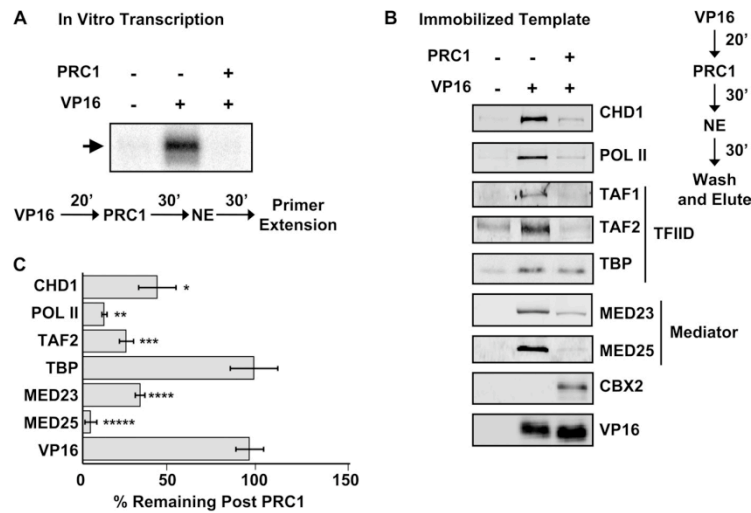 A In Vitro Transcription
PRC1 - - +
VP16 - + +
VP16 20' PRC1 30' NE 30' Primer Extension
B Immobilized Template
PRC1 - - +
VP16 - + +
CHD1
POL II
TAF1
TAF2
TBP
TFIID
MED23
MED25
Mediator
CBX2
VP16
VP16
20'
PRC1
30'
NE
30'
Wash
and Elute
C
CHD1 *
POL II **
TAF2 ***
TBP
MED23 ****
MED25 *****
VP16
0 50 100 150
% Remaining Post PRC1